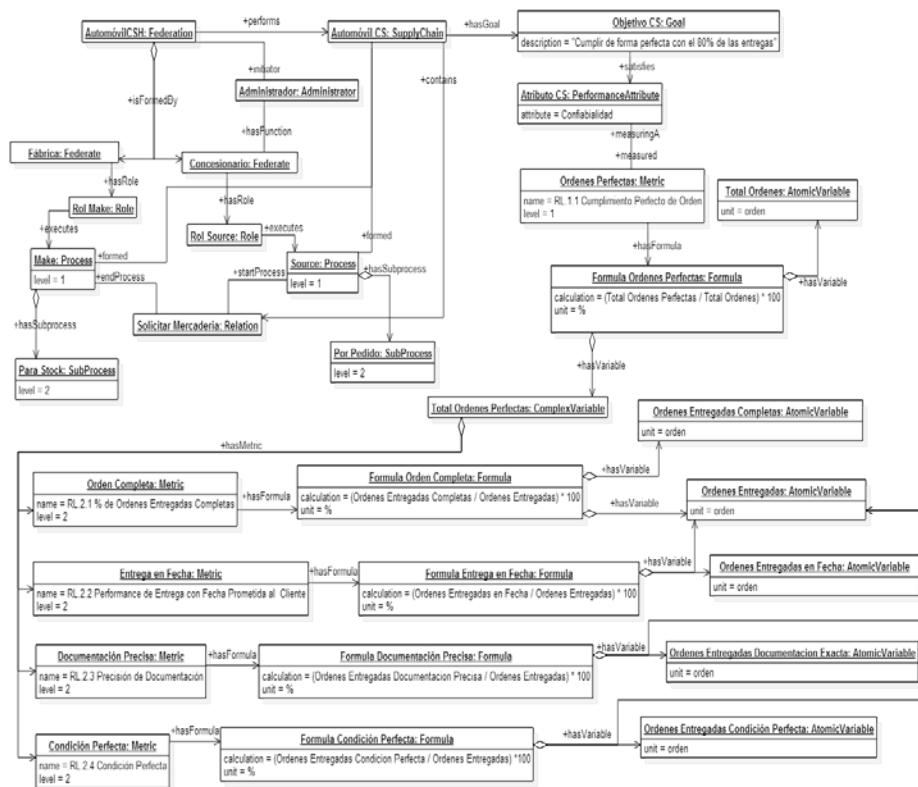 AutomóvilCSH: Federation
+performs
Automóvil CS: SupplyChain
+hasGoal
Objetivo CS: Goal
description = "Cumplir de forma perfecta con el 80% de las entregas"
+initiator
+contains
+satisfies
Administrador: Administrator
Atributo CS: PerformanceAttribute
attribute = Confiabialidad
+isFormedBy
+hasFunction
+measuringA
+measured
Fábrica: Federate
Concesionario: Federate
Ordenes Perfectas: Metric
name = RL.1.1 Cumplimiento Perfecto de Orden
level = 1
Total Ordenes: AtomicVariable
unit = orden
+hasRole
+hasRole
Rol Make: Role
Rol Source: Role
+executes
+executes
+formed
+formed
+hasFormula
Make: Process
level = 1
+endProcess
+startProcess
Source: Process
level = 1
+hasSubprocess
Formula Ordenes Perfectas: Formula
calculation = (Total Ordenes Perfectas / Total Ordenes) * 100
unit = %
+hasVariable
+hasSubprocess
Solicitar Mercadería: Relation
Para Stock: SubProcess
level = 2
Por Pedido: SubProcess
level = 2
+hasVariable
Total Ordenes Perfectas: ComplexVariable
+hasMetric
Ordenes Entregadas Completas: AtomicVariable
unit = orden
Orden Completa: Metric
name = RL.2.1 % de Ordenes Entregadas Completas
level = 2
+hasFormula
Formula Orden Completa: Formula
calculation = (Ordenes Entregadas Completas / Ordenes Entregadas) * 100
unit = %
+hasVariable
+hasVariable
Ordenes Entregadas: AtomicVariable
unit = orden
Entrega en Fecha: Metric
name = RL.2.2 Performance de Entrega con Fecha Prometida al Cliente
level = 2
+hasFormula
Formula Entrega en Fecha: Formula
calculation = (Ordenes Entregadas en Fecha / Ordenes Entregadas) * 100
unit = %
+hasVariable
Ordenes Entregadas en Fecha: AtomicVariable
unit = orden
Documentación Precisa: Metric
name = RL.2.3 Precisión de Documentación
level = 2
+hasFormula
Formula Documentación Precisa: Formula
calculation = (Ordenes Entregadas Documentacion Precisa / Ordenes Entregadas) * 100
unit = %
+hasVariable
Ordenes Entregadas Documentacion Exacta: AtomicVariable
unit = orden
Condición Perfecta: Metric
name = RL.2.4 Condición Perfecta
level = 2
+hasFormula
Formula Condición Perfecta: Formula
calculation = (Ordenes Entregadas Condicion Perfecta / Ordenes Entregadas) *100
unit = %
+hasVariable
Ordenes Entregadas Condición Perfecta: AtomicVariable
unit = orden